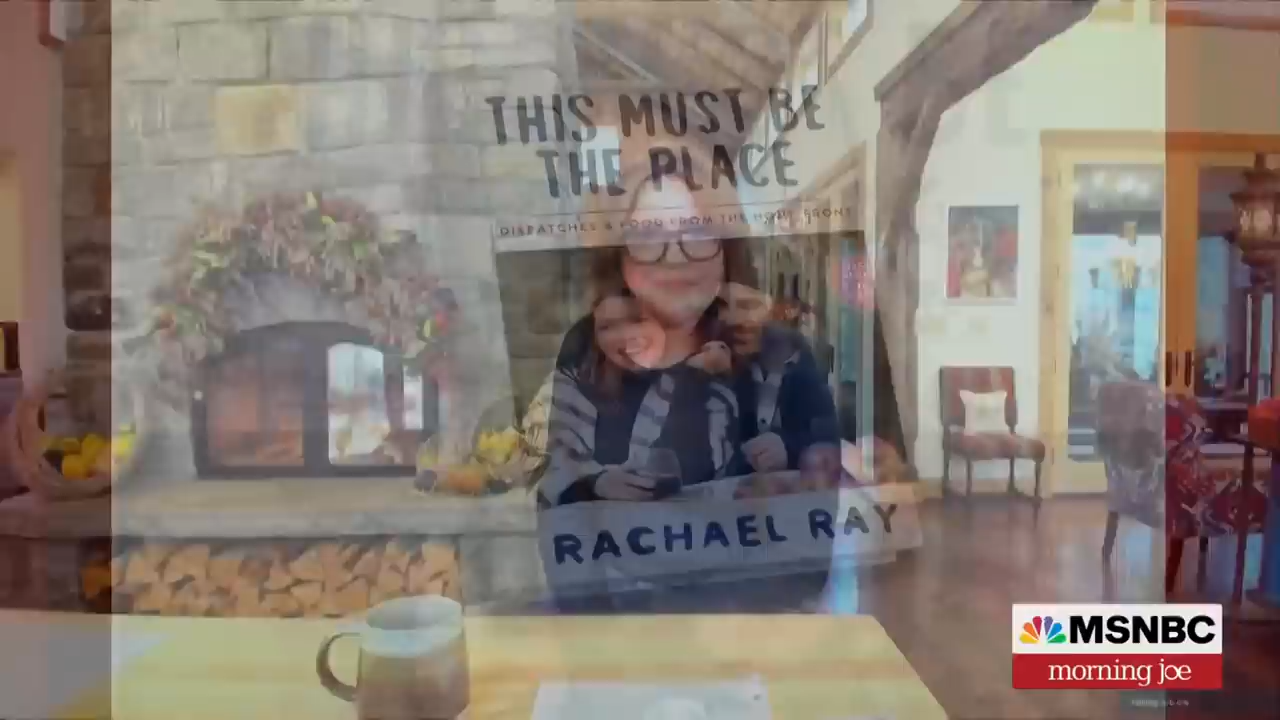 THIS MUST BE
THE PLACE
DISPATCHES & FOOD FROM THE HOME FRONT
RACHAEL RAY
MSNBC
morning joe